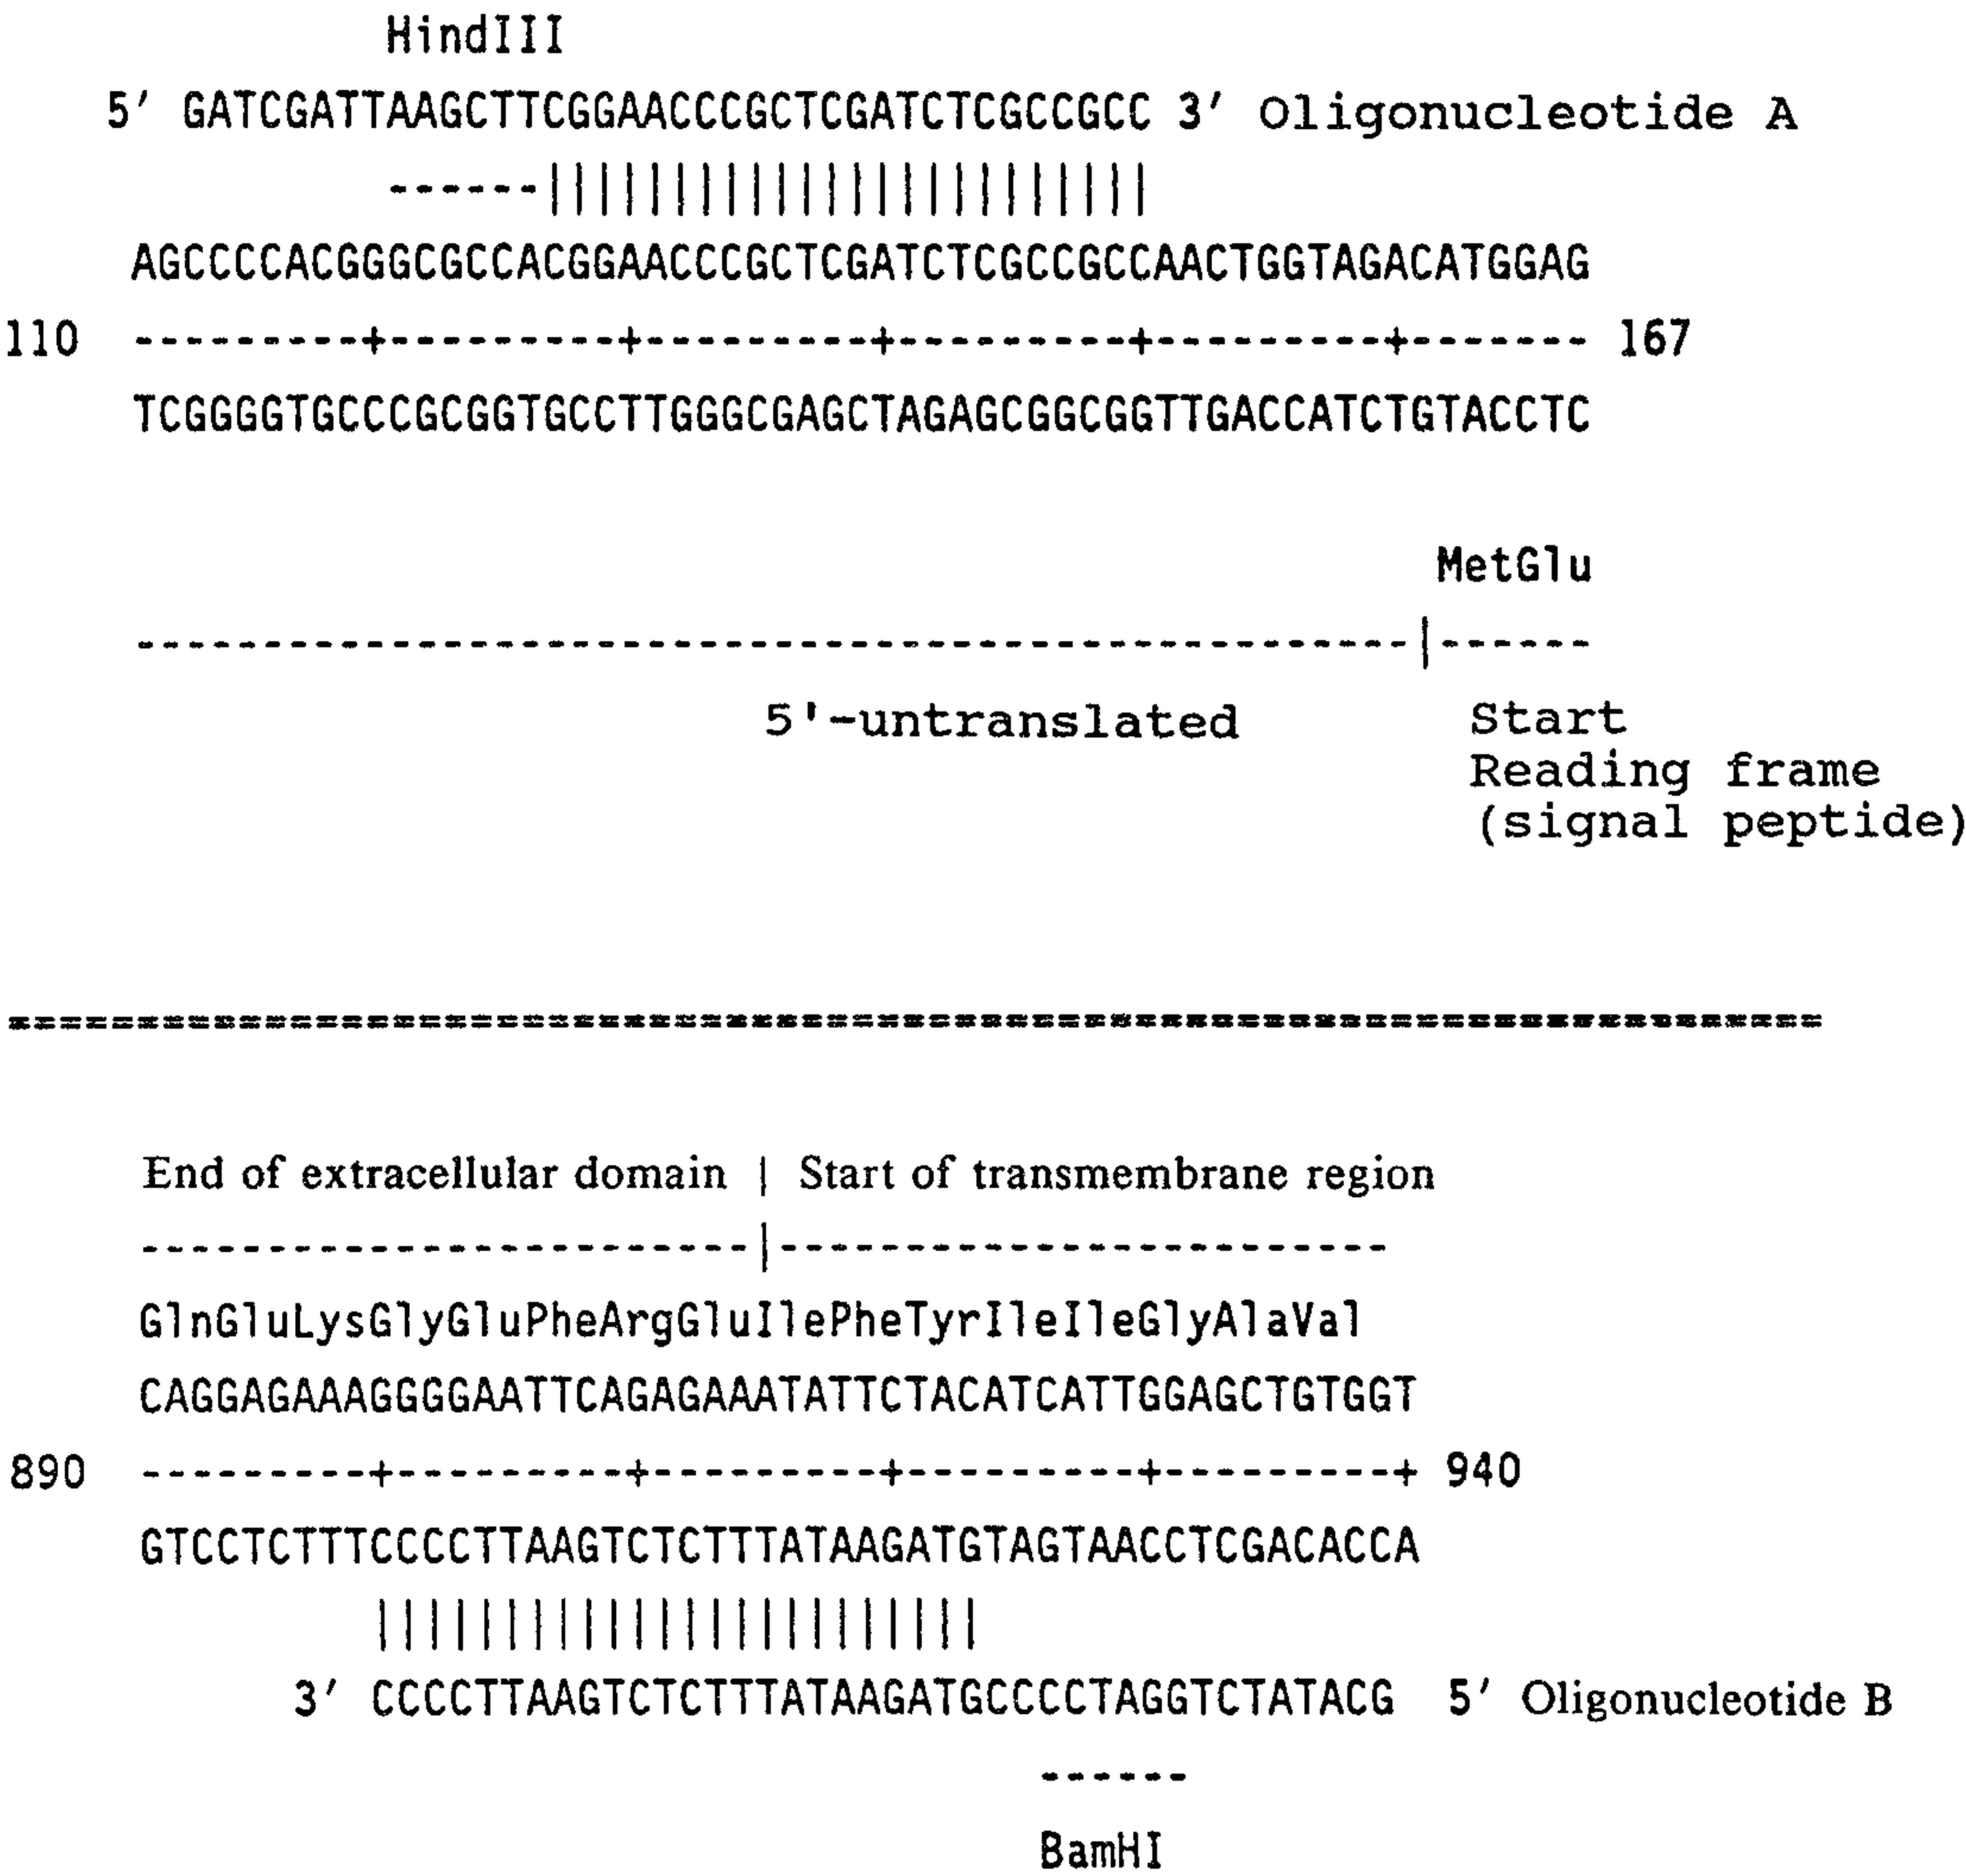 HindIII
5′ GATCGATTAAGCTTCGGAACCCGCTCGATCTCGCCGCC 3′ Oligonucleotide A
------||||||||||||||||||||||||
AGCCCCACGGGCGCCACGGAACCCGCTCGATCTCGCCGCCAACTGGTAGACATGGAG
110 ---------+---------+---------+---------+---------+------- 167
TCGGGGTGCCCGCGGTGCCTTGGGCGAGCTAGAGCGGCGGTTGACCATCTGTACCTC
MetGlu
--------------------------------------------------|------
5'-untranslated Start
Reading frame
(signal peptide)
=======================================================================
End of extracellular domain | Start of transmembrane region
------------------------|------------------------
GlnGluLysGlyGluPheArgGluIlePheTyrIleIleGlyAlaVal
CAGGAGAAAGGGGAATTCAGAGAAATATTCTACATCATTGGAGCTGTGGT
890 ---------+---------+---------+---------+---------+ 940
GTCCTCTTTCCCCTTAAGTCTCTTTATAAGATGTAGTAACCTCGACACCA
||||||||||||||||||||||||
3′ CCCCTTAAGTCTCTTTATAAGATGCCCCTAGGTCTATACG 5′ Oligonucleotide B
------
BamHI